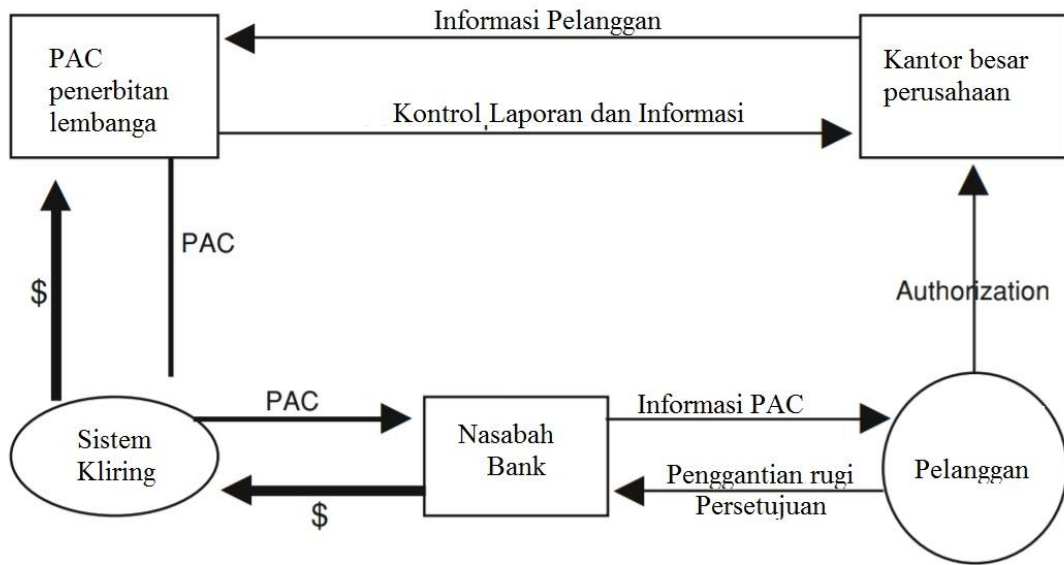 Informasi Pelanggan
PAC
penerbitan
lembanga
Kantor besar
perusahaan
Kontrol Laporan dan Informasi
PAC
$
Authorization
PAC
Informasi PAC
Sistem
Kliring
Nasabah
Bank
Pelanggan
Penggantian rugi
Persetujuan
$